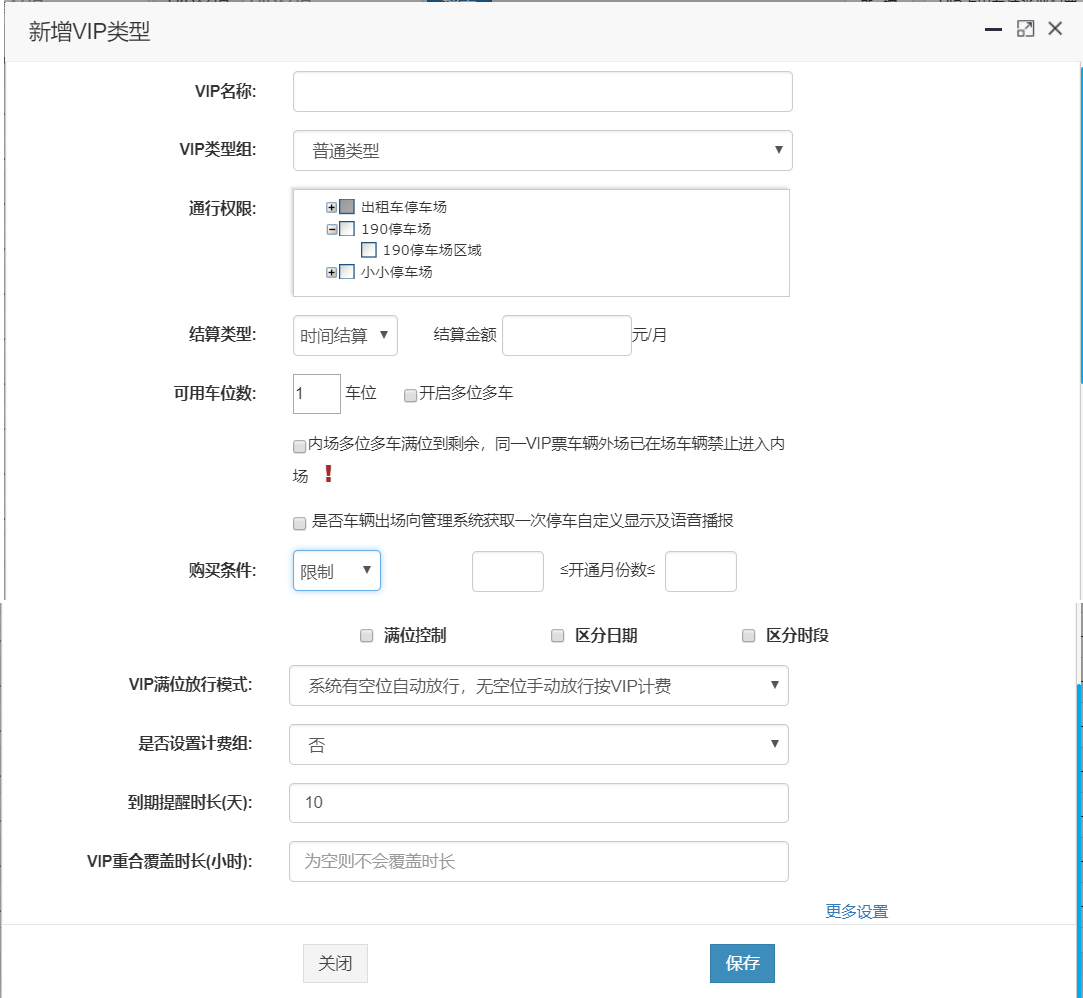 新增VIP类型
VIP名称:
VIP类型组: 普通类型
通行权限: 出租车停车场
190停车场
190停车场区域
小小停车场
结算类型: 时间结算 结算金额 元/月
可用车位数: 1 车位 开启多位多车
内场多位多车满位到剩余，同一VIP票车辆外场已在场车辆禁止进入内
场 !
是否车辆出场向管理系统获取一次停车自定义显示及语音播报
购买条件: 限制 ≤开通月份数≤
满位控制 区分日期 区分时段
VIP满位放行模式: 系统有空位自动放行，无空位手动放行按VIP计费
是否设置计费组: 否
到期提醒时长(天): 10
VIP重合覆盖时长(小时): 为空则不会覆盖时长
更多设置
关闭 保存